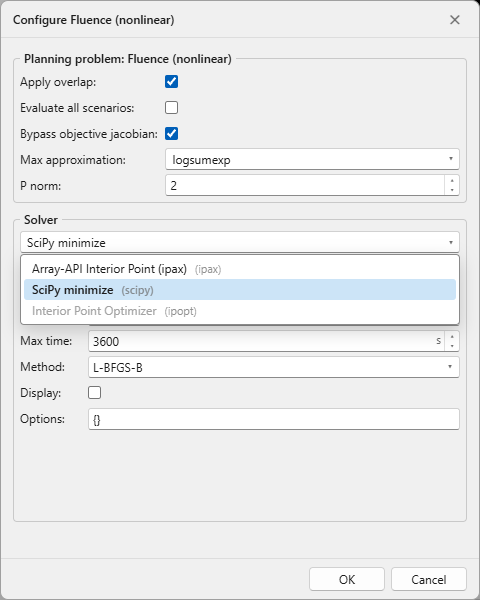 Configure Fluence (nonlinear)
Planning problem: Fluence (nonlinear)
Apply overlap:
Evaluate all scenarios:
Bypass objective jacobian:
Max approximation: logsumexp
P norm: 2
Solver
SciPy minimize
Array-API Interior Point (ipax) (ipax)
SciPy minimize (scipy)
Interior Point Optimizer (ipopt)
Max time: 3600 s
Method: L-BFGS-B
Display:
Options: {}
OK Cancel